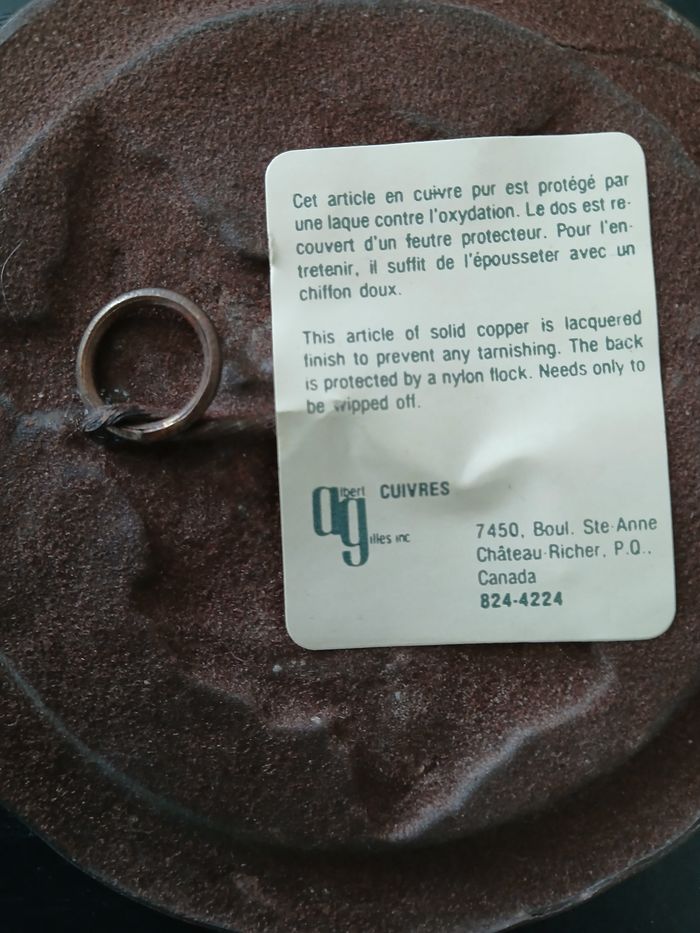 Cet article en cuivre pur est protégé par
une laque contre l'oxydation. Le dos est re-
couvert d'un feutre protecteur. Pour l'en-
tretenir, il suffit de l'épousseter avec un
chiffon doux.
This article of solid copper is lacquered
finish to prevent any tarnishing. The back
is protected by a nylon flock. Needs only to
be wipped off.
albert CUIVRES
gilles inc
7450, Boul. Ste-Anne
Château-Richer, P.Q.,
Canada
824-4224